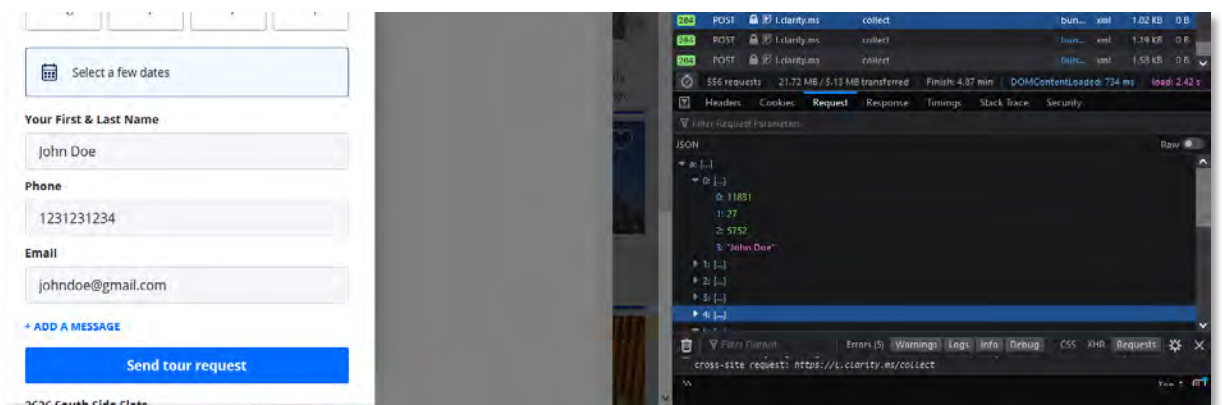 Select a few dates
Your First & Last Name
John Doe
Phone
1231231234
Email
johndoe@gmail.com
+ ADD A MESSAGE
Send tour request
204 POST l.clarity.ms collect bun... xml 1.02 KB 0 B
204 POST l.clarity.ms collect bun... xml 1.19 KB 0 B
204 POST l.clarity.ms collect bun... xml 1.58 KB 0 B
556 requests 21.72 MB / 5.13 MB transferred Finish: 4.87 min DOMContentLoaded: 734 ms load: 2.42 s
Headers Cookies Request Response Timings Stack Trace Security
Filter Request Parameters
JSON Raw
a: […]
0: […]
0: 11831
1: 27
2: 5752
3: "John Doe"
1: […]
2: […]
3: […]
4: […]
Filter Output Errors (5) Warnings Logs Info Debug CSS XHR Requests
cross-site request: https://l.clarity.ms/collect